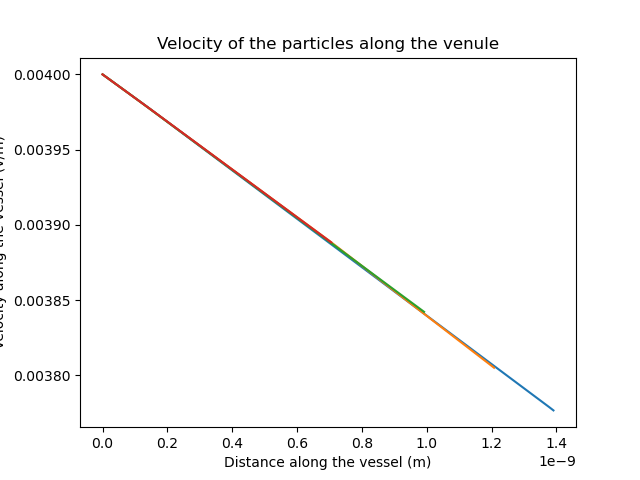 Velocity of the particles along the venule
0.00400
0.00395
0.00390
0.00385
0.00380
0.0 0.2 0.4 0.6 0.8 1.0 1.2 1.4
1e−9
Distance along the vessel (m)
along the vessel